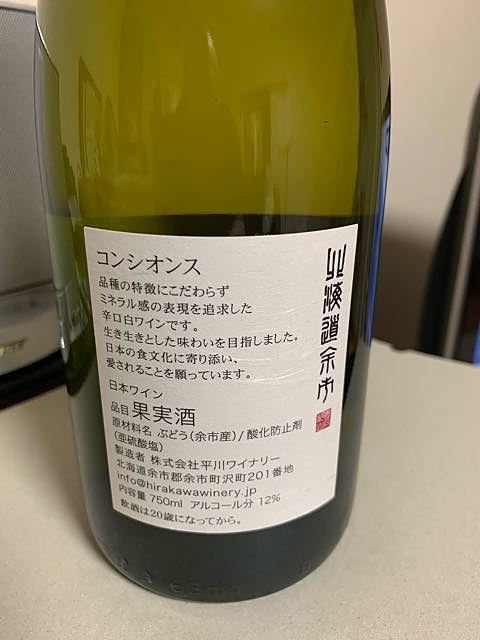 コンシオンス
品種の特徴にこだわらず
ミネラル感の表現を追求した
辛口白ワインです。
生き生きとした味わいを目指しました。
日本の食文化に寄り添い、
愛されることを願っています。
日本ワイン
品目 果実酒
原材料名 ぶどう(余市産)/酸化防止剤
(亜硫酸塩)
製造者 株式会社平川ワイナリー
北海道余市郡余市町沢町201番地
info@hirakawawinery.jp
内容量 750ml アルコール分 12%
飲酒は20歳になってから。
北海道余市